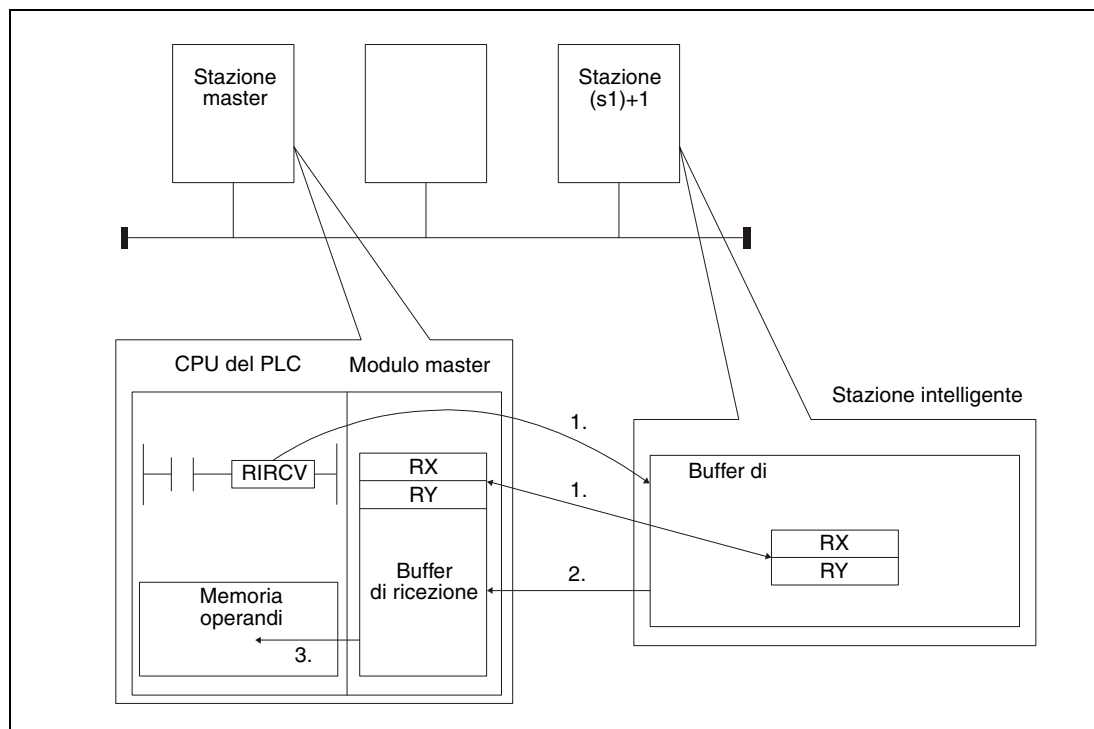 Stazione
master
Stazione
(s1)+1
CPU del PLC
Modulo master
Stazione intelligente
1.
RIRCV
RX
RY
Buffer di
1.
RX
RY
Buffer
di ricezione
2.
Memoria
operandi
3.